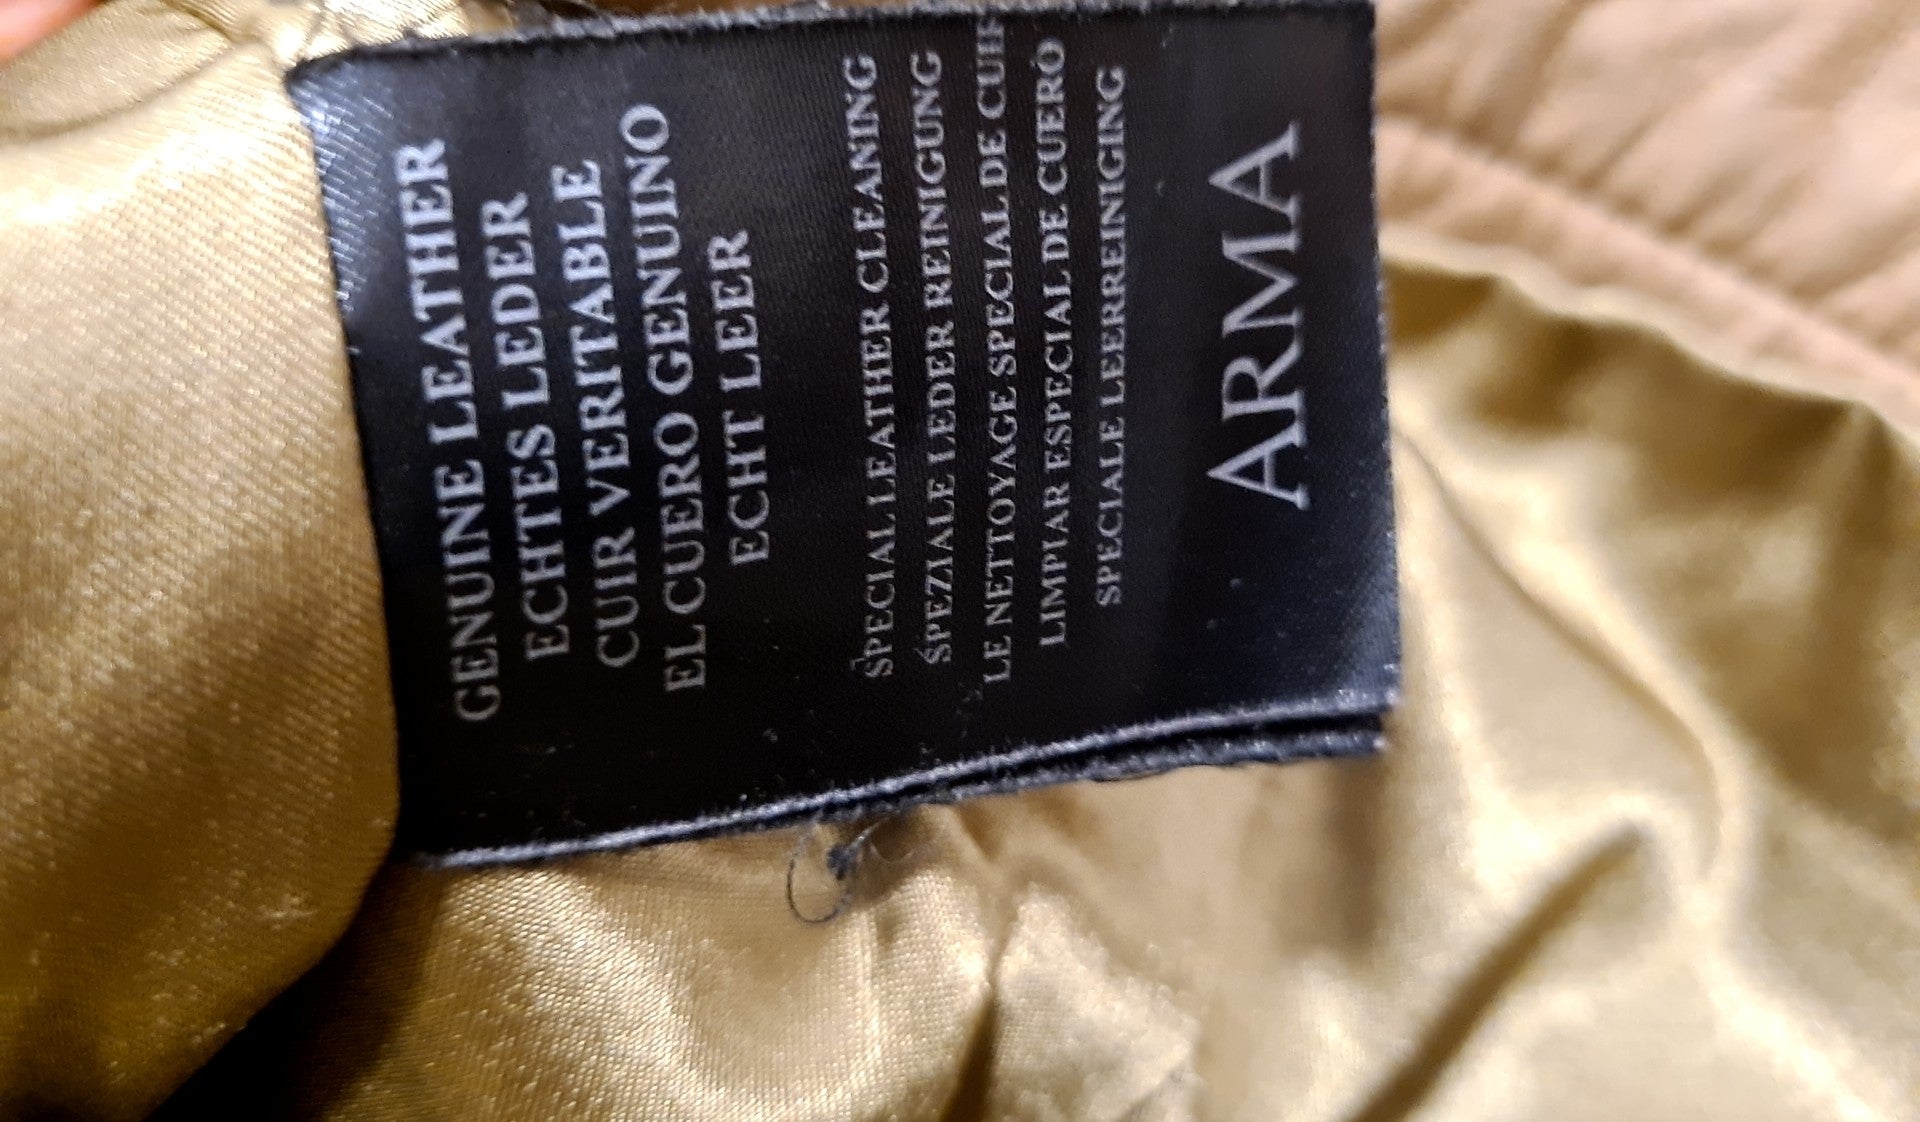 GENUINE LEATHER
ECHTES LEDER
CUIR VERITABLE
EL CUERO GENUINO
ECHT LEER
SPECIAL LEATHER CLEANING
SPEZIALE LEDER REINIGUNG
LE NETTOYAGE SPECIAL DE CUIR
LIMPIAR ESPECIAL DE CUERO
SPECIALE LEERREINIGING
ARMA